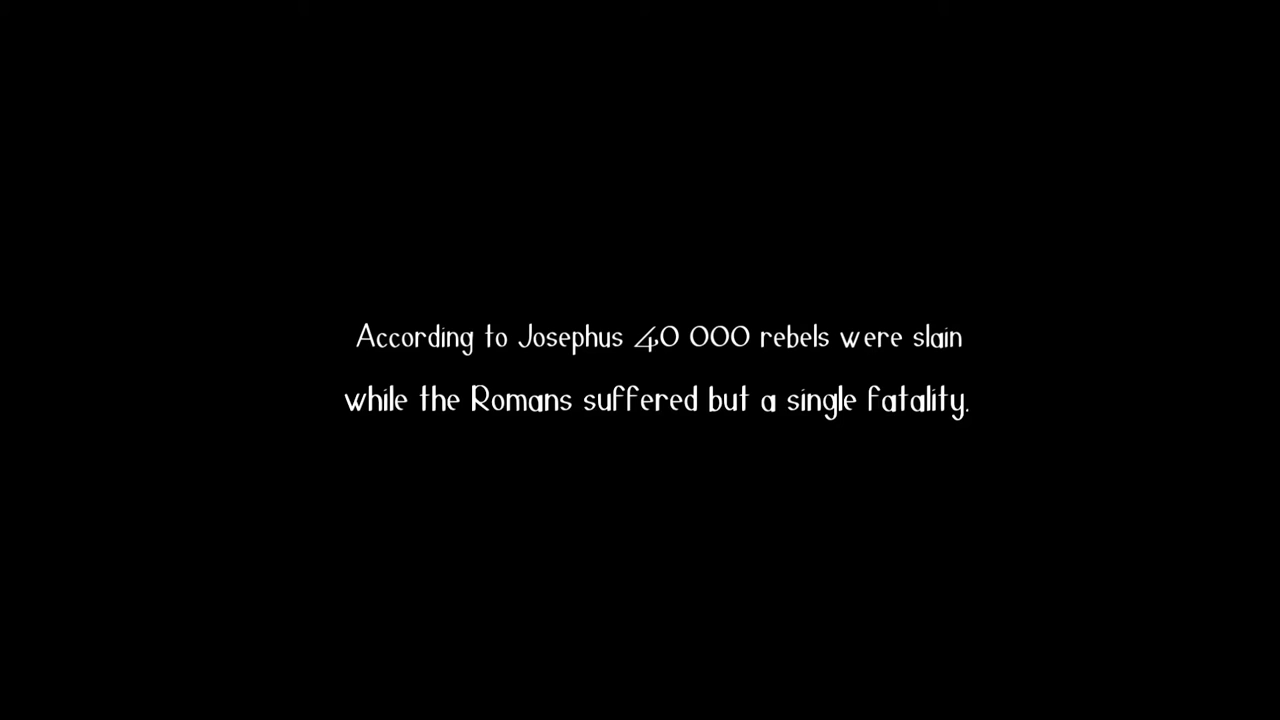 According to Josephus 40 000 rebels were slain
while the Romans suffered but a single fatality.